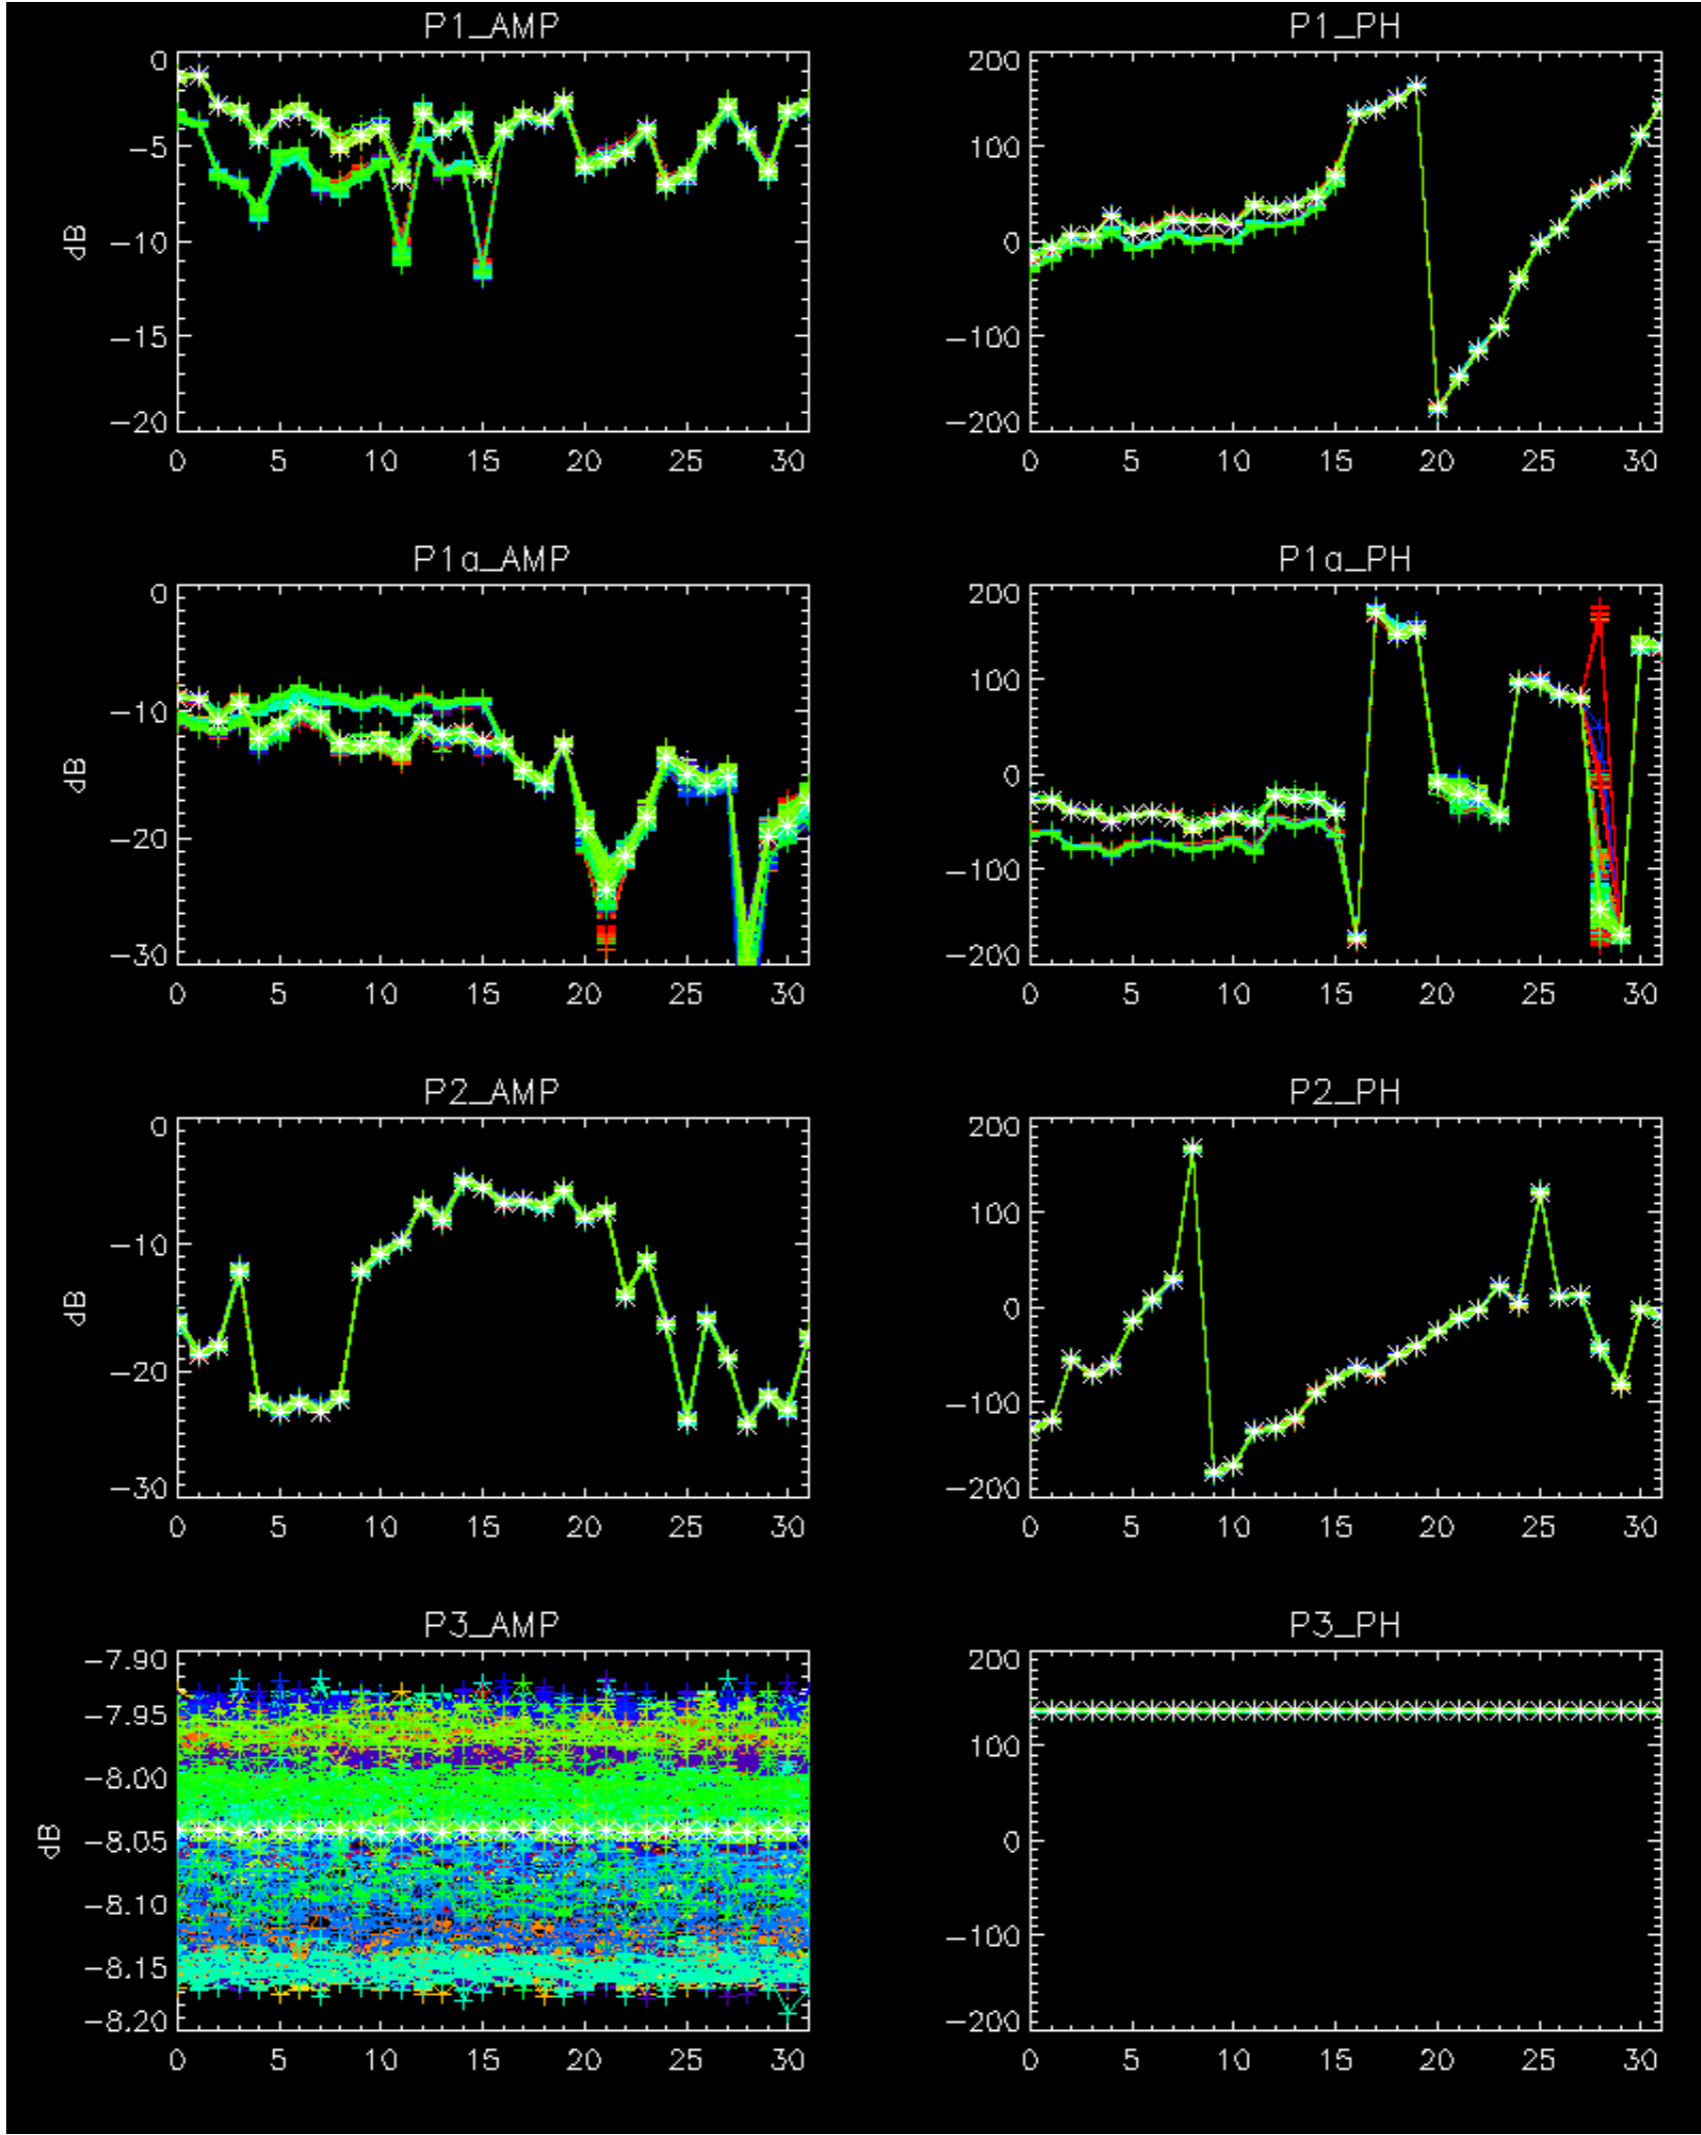 P1_AMP P1_PH
0 200
-5 100
dB
-10 0
-15 -100
-20 -200
0 5 10 15 20 25 30 0 5 10 15 20 25 30
P1a_AMP P1a_PH
0 200
-10 100
dB
0
-20 -100
-30 -200
0 5 10 15 20 25 30 0 5 10 15 20 25 30
P2_AMP P2_PH
0 200
-10 100
dB
0
-20 -100
-30 -200
0 5 10 15 20 25 30 0 5 10 15 20 25 30
P3_AMP P3_PH
-7.90 200
-7.95
100
-8.00
dB
-8.05 0
-8.10
-100
-8.15
-8.20 -200
0 5 10 15 20 25 30 0 5 10 15 20 25 30